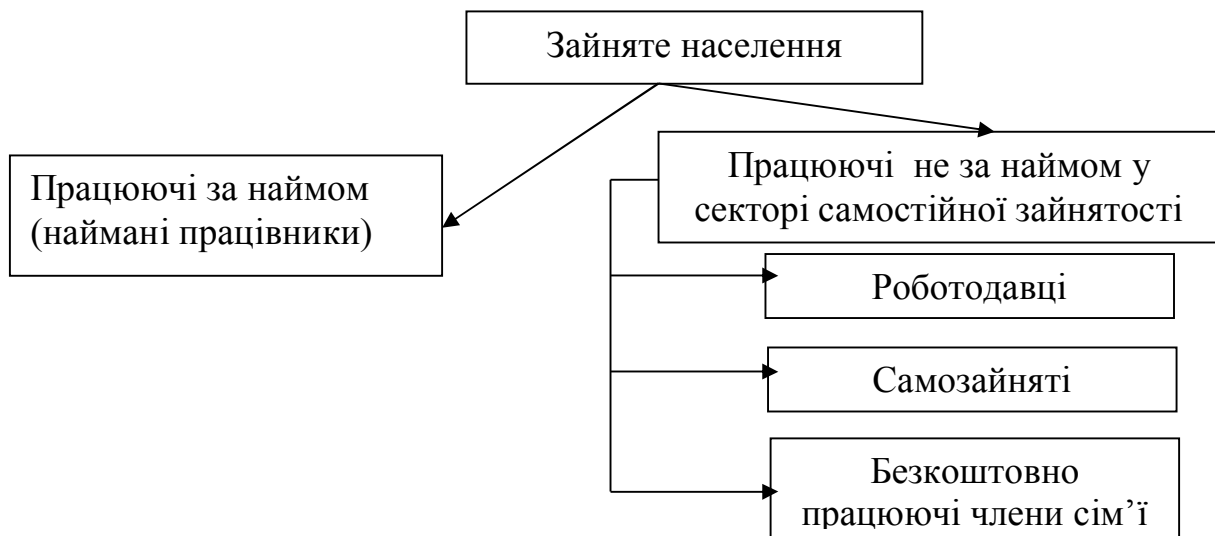 Зайняте населення
Працюючі за наймом
(наймані працівники)
Працюючі не за наймом у
секторі самостійної зайнятості
Роботодавці
Самозайняті
Безкоштовно
працюючі члени сім’ї